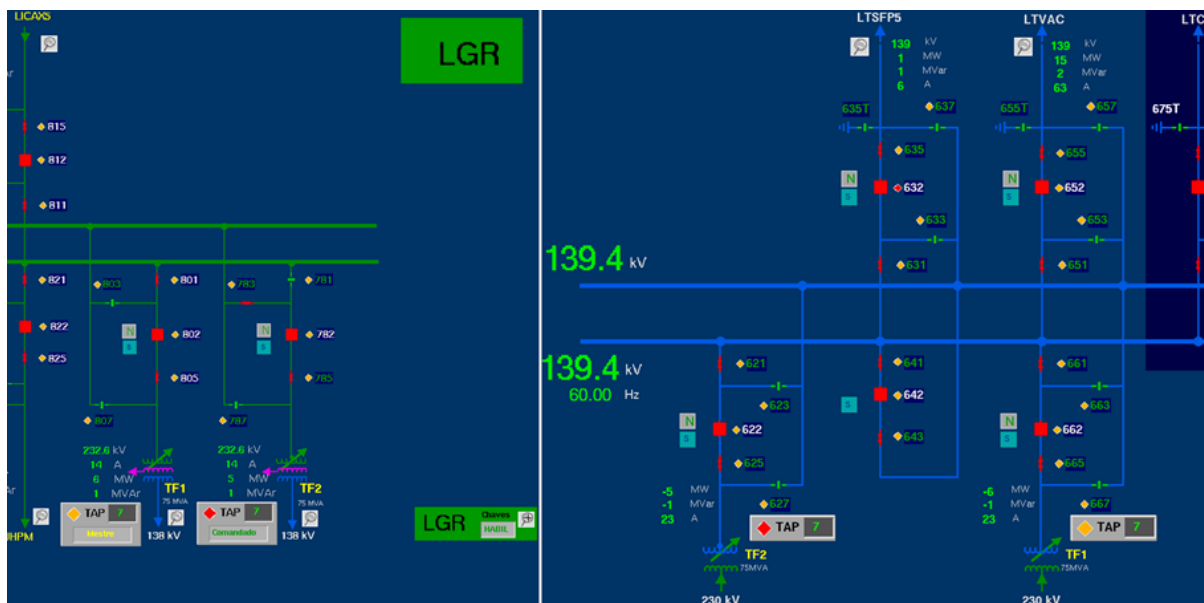 LICAX5
LGR
815
812
811
821
822
825
803
801
802
805
807
783
781
782
785
787
N
S
N
S
232.6 kV
14 A
6 MW
1 MVAr
TF1
75 MVA
TAP 7
Mestre
138 kV
232.6 kV
14 A
5 MW
1 MVAr
TF2
75 MVA
TAP 7
Comandado
138 kV
LGR
Chaves
HABIL
LTSFP5
139 kV
1 MW
1 MVar
6 A
635T
637
635
N
S
632
633
631
LTVAC
139 kV
15 MW
2 MVar
63 A
655T
657
655
N
S
652
653
651
LTC
675T
139.4 kV
139.4 kV
60.00 Hz
621
623
N
S
622
625
627
-5 MW
-1 MVar
23 A
TAP 7
TF2
75MVA
230 kV
641
S
642
643
661
663
N
S
662
665
667
-6 MW
-1 MVar
23 A
TAP 7
TF1
75MVA
230 kV